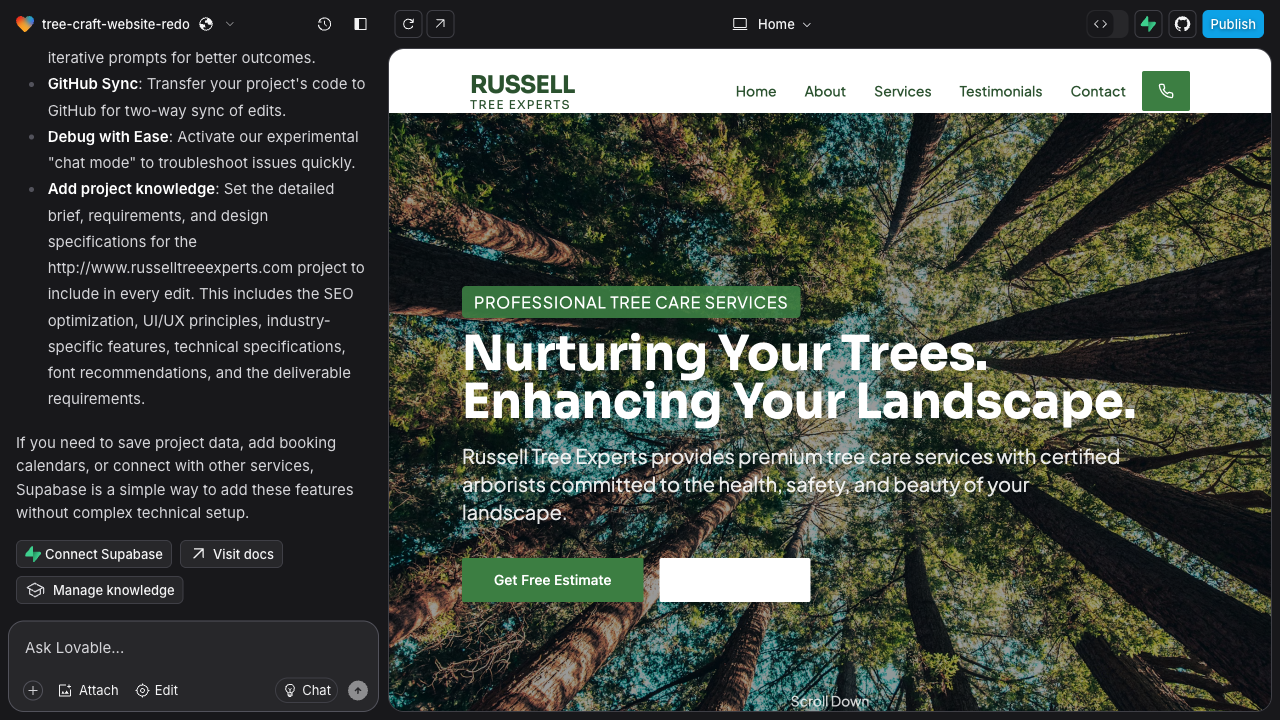 tree-craft-website-redo
Home
Publish
iterative prompts for better outcomes.
GitHub Sync: Transfer your project's code to
GitHub for two-way sync of edits.
Debug with Ease: Activate our experimental
"chat mode" to troubleshoot issues quickly.
Add project knowledge: Set the detailed
brief, requirements, and design
specifications for the
http://www.russelltreeexperts.com project to
include in every edit. This includes the SEO
optimization, UI/UX principles, industry-
specific features, technical specifications,
font recommendations, and the deliverable
requirements.
If you need to save project data, add booking
calendars, or connect with other services,
Supabase is a simple way to add these features
without complex technical setup.
Connect Supabase
Visit docs
Manage knowledge
Ask Lovable...
Attach
Edit
Chat
RUSSELL
TREE EXPERTS
Home
About
Services
Testimonials
Contact
PROFESSIONAL TREE CARE SERVICES
Nurturing Your Trees.
Enhancing Your Landscape.
Russell Tree Experts provides premium tree care services with certified
arborists committed to the health, safety, and beauty of your
landscape.
Get Free Estimate
Scroll Down